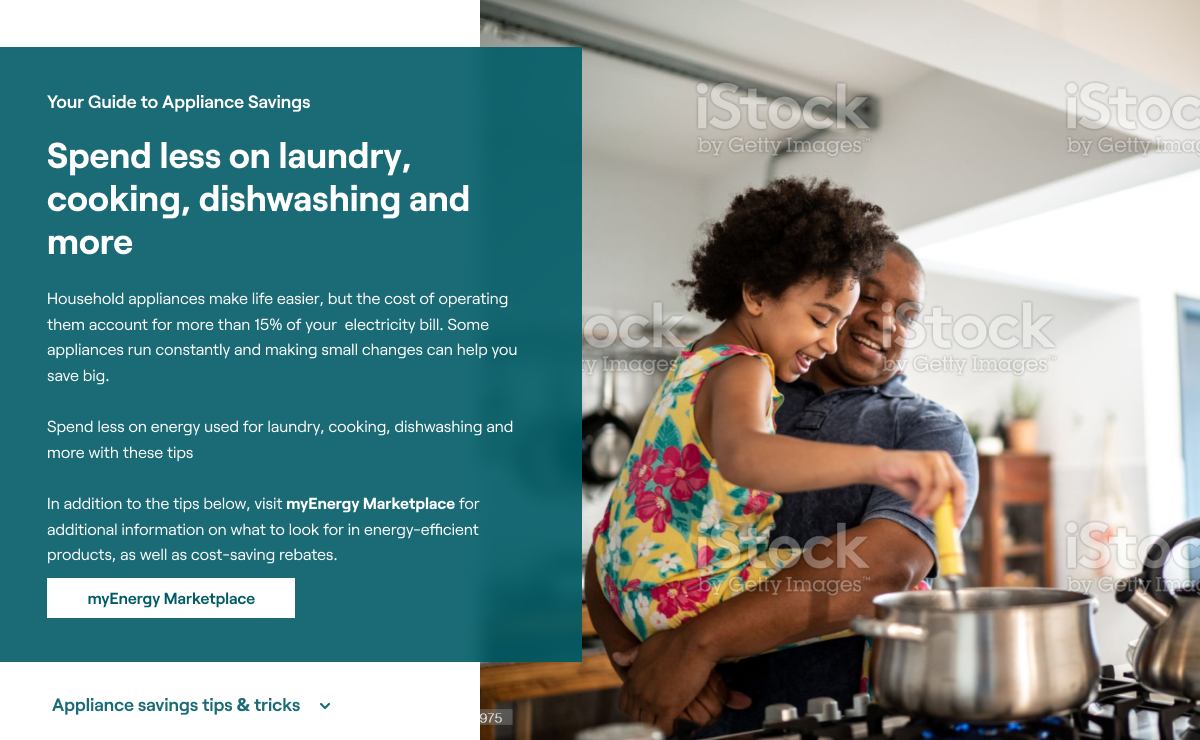 Your Guide to Appliance Savings
Spend less on laundry,
cooking, dishwashing and
more
Household appliances make life easier, but the cost of operating
them account for more than 15% of your electricity bill. Some
appliances run constantly and making small changes can help you
save big.
Spend less on energy used for laundry, cooking, dishwashing and
more with these tips
In addition to the tips below, visit myEnergy Marketplace for
additional information on what to look for in energy-efficient
products, as well as cost-saving rebates.
myEnergy Marketplace
Appliance savings tips & tricks
iStock
by Getty Images™
iStock
by Getty Images
ock
y Images™
iStock
by Getty Images™
iStock
by Getty Images™
iStock
by Getty Images
975